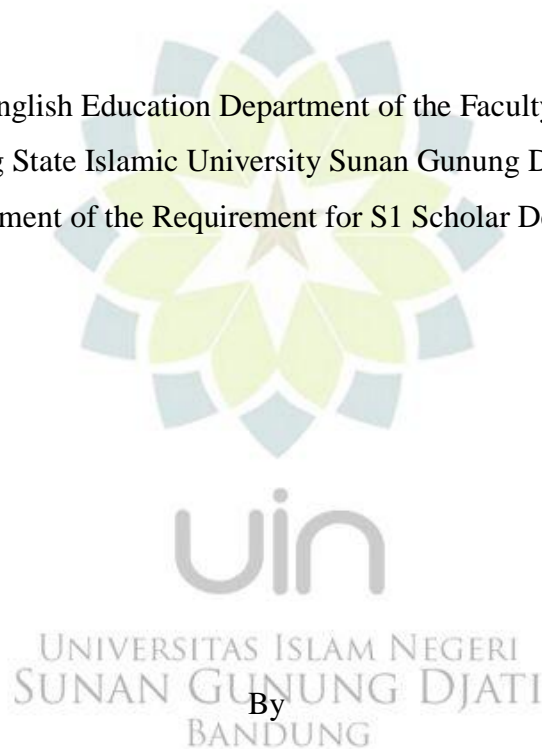 nglish Education Department of the Faculty
g State Islamic University Sunan Gunung D
ment of the Requirement for S1 Scholar De
uin
UNIVERSITAS ISLAM NEGERI
SUNAN GUNUNG DJATI
By
BANDUNG